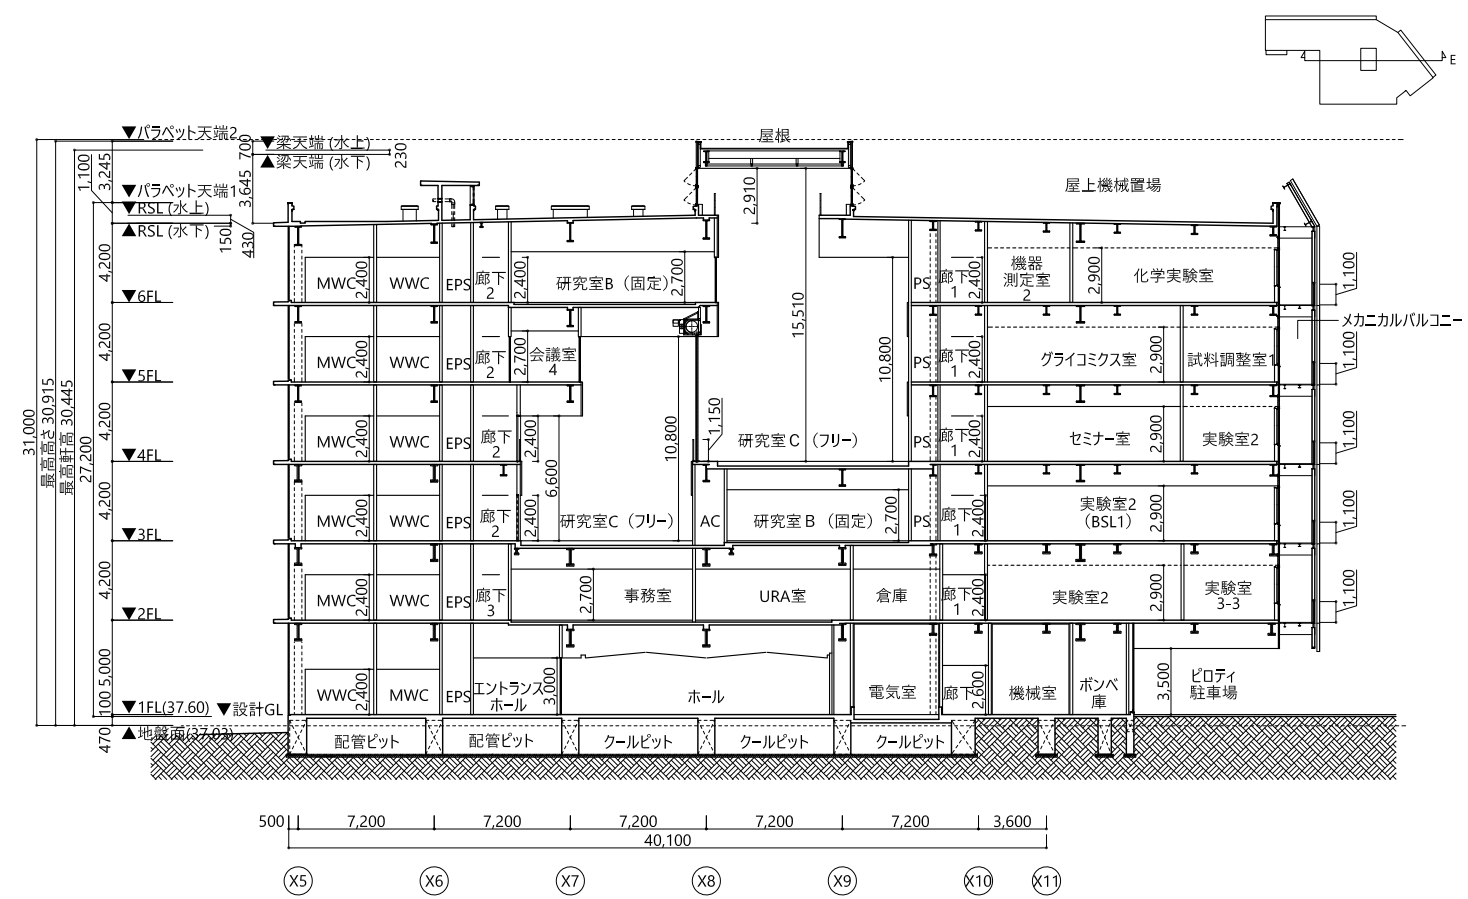 E
▼パラペット天端2
▼梁天端 (水上)
▲梁天端 (水下)
700
230
屋根
1,100
3,245
3,645
2,910
屋上機械置場
▼パラペット天端1
▼RSL (水上)
▲RSL (水下)
150
430
31,000
最高高さ 30,915
最高軒高 30,445
27,200
4,200
MWC
2,400
WWC
EPS
廊下
2
2,400
研究室B（固定）
2,700
15,510
PS
廊下
1
2,400
機器
測定室
2
2,900
化学実験室
1,100
▼6FL
メカニカルバルコニー
4,200
MWC
2,400
WWC
EPS
廊下
2
2,700
会議室
4
10,800
PS
廊下
1
2,400
グライコミクス室
2,900
試料調整室1
1,100
▼5FL
4,200
MWC
2,400
WWC
EPS
廊下
2
2,400
6,600
10,800
1,150
研究室C（フリー）
PS
廊下
1
2,400
セミナー室
2,900
実験室2
1,100
▼4FL
4,200
MWC
2,400
WWC
EPS
廊下
2
2,400
研究室C（フリー）
AC
研究室B（固定）
2,700
PS
廊下
1
2,400
実験室2
（BSL1）
2,900
1,100
▼3FL
4,200
MWC
2,400
WWC
EPS
廊下
3
2,700
事務室
URA室
倉庫
廊下
1
2,400
実験室2
2,900
実験室
3-3
1,100
▼2FL
5,000
WWC
2,400
MWC
EPS
エントランス
ホール
3,000
ホール
電気室
廊下
2,600
機械室
ボンベ
庫
3,500
ピロティ
駐車場
100
▼1FL(37.60)
▼設計GL
470
▲地盤面(37.03)
配管ピット
配管ピット
クールピット
クールピット
クールピット
500
7,200
7,200
7,200
7,200
7,200
3,600
40,100
X5
X6
X7
X8
X9
X10
X11